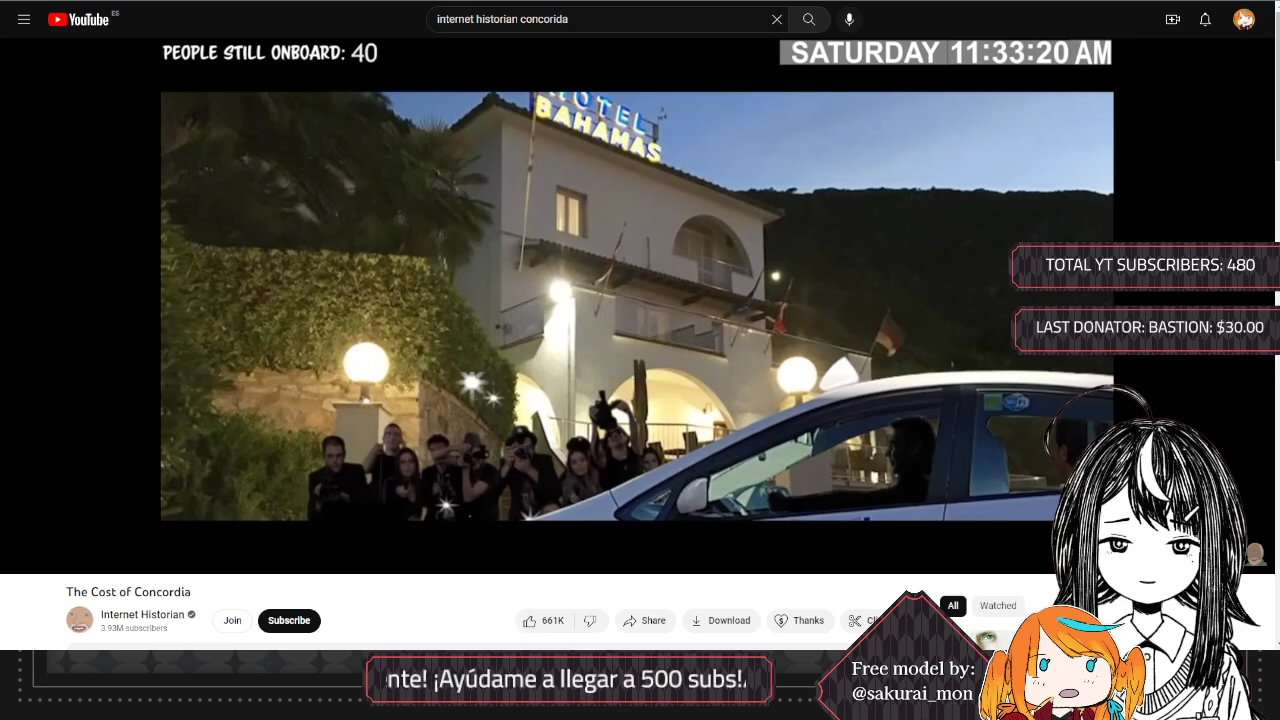 YouTube ES
internet historian concorida
PEOPLE STILL ONBOARD: 40
SATURDAY 11:33:20 AM
HOTEL
BAHAMAS
WiFi
TOTAL YT SUBSCRIBERS: 480
LAST DONATOR: BASTION: $30.00
The Cost of Concordia
Internet Historian
3.93M subscribers
Join
Subscribe
661K
Share
Download
Thanks
Cli
All
Watched
nte! ¡Ayúdame a llegar a 500 subs!
Free model by:
@sakurai_mon